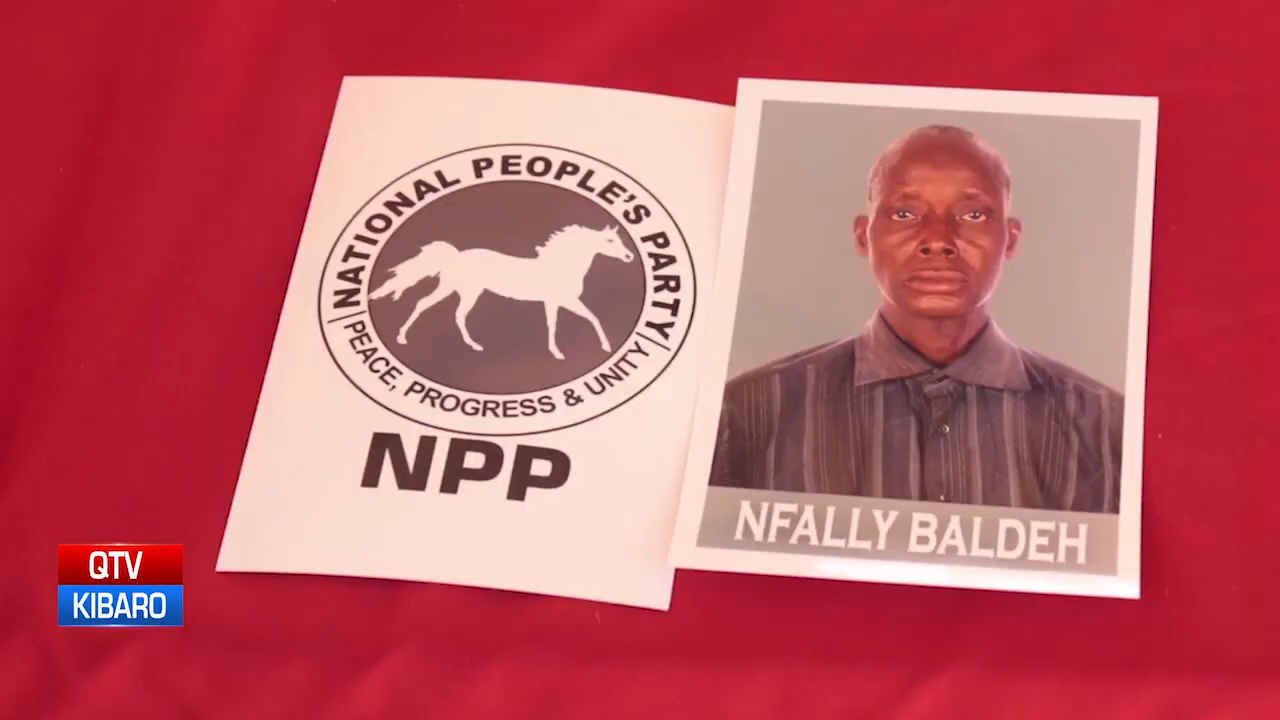 NATIONAL PEOPLE'S PARTY
PEACE, PROGRESS & UNITY
NPP
NFALLY BALDEH
QTV
KIBARO